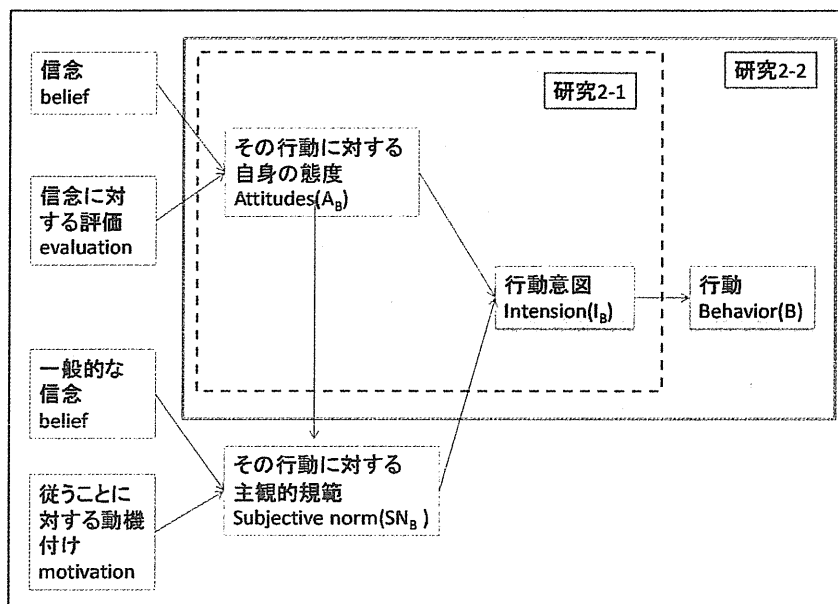 信念
belief
研究2-1
研究2-2
その行動に対する
自身の態度
Attitudes(AB)
信念に対
する評価
evaluation
行動意図
Intension(IB)
行動
Behavior(B)
一般的な
信念
belief
その行動に対する
主観的規範
Subjective norm(SNB )
従うことに
対する動機
付け
motivation